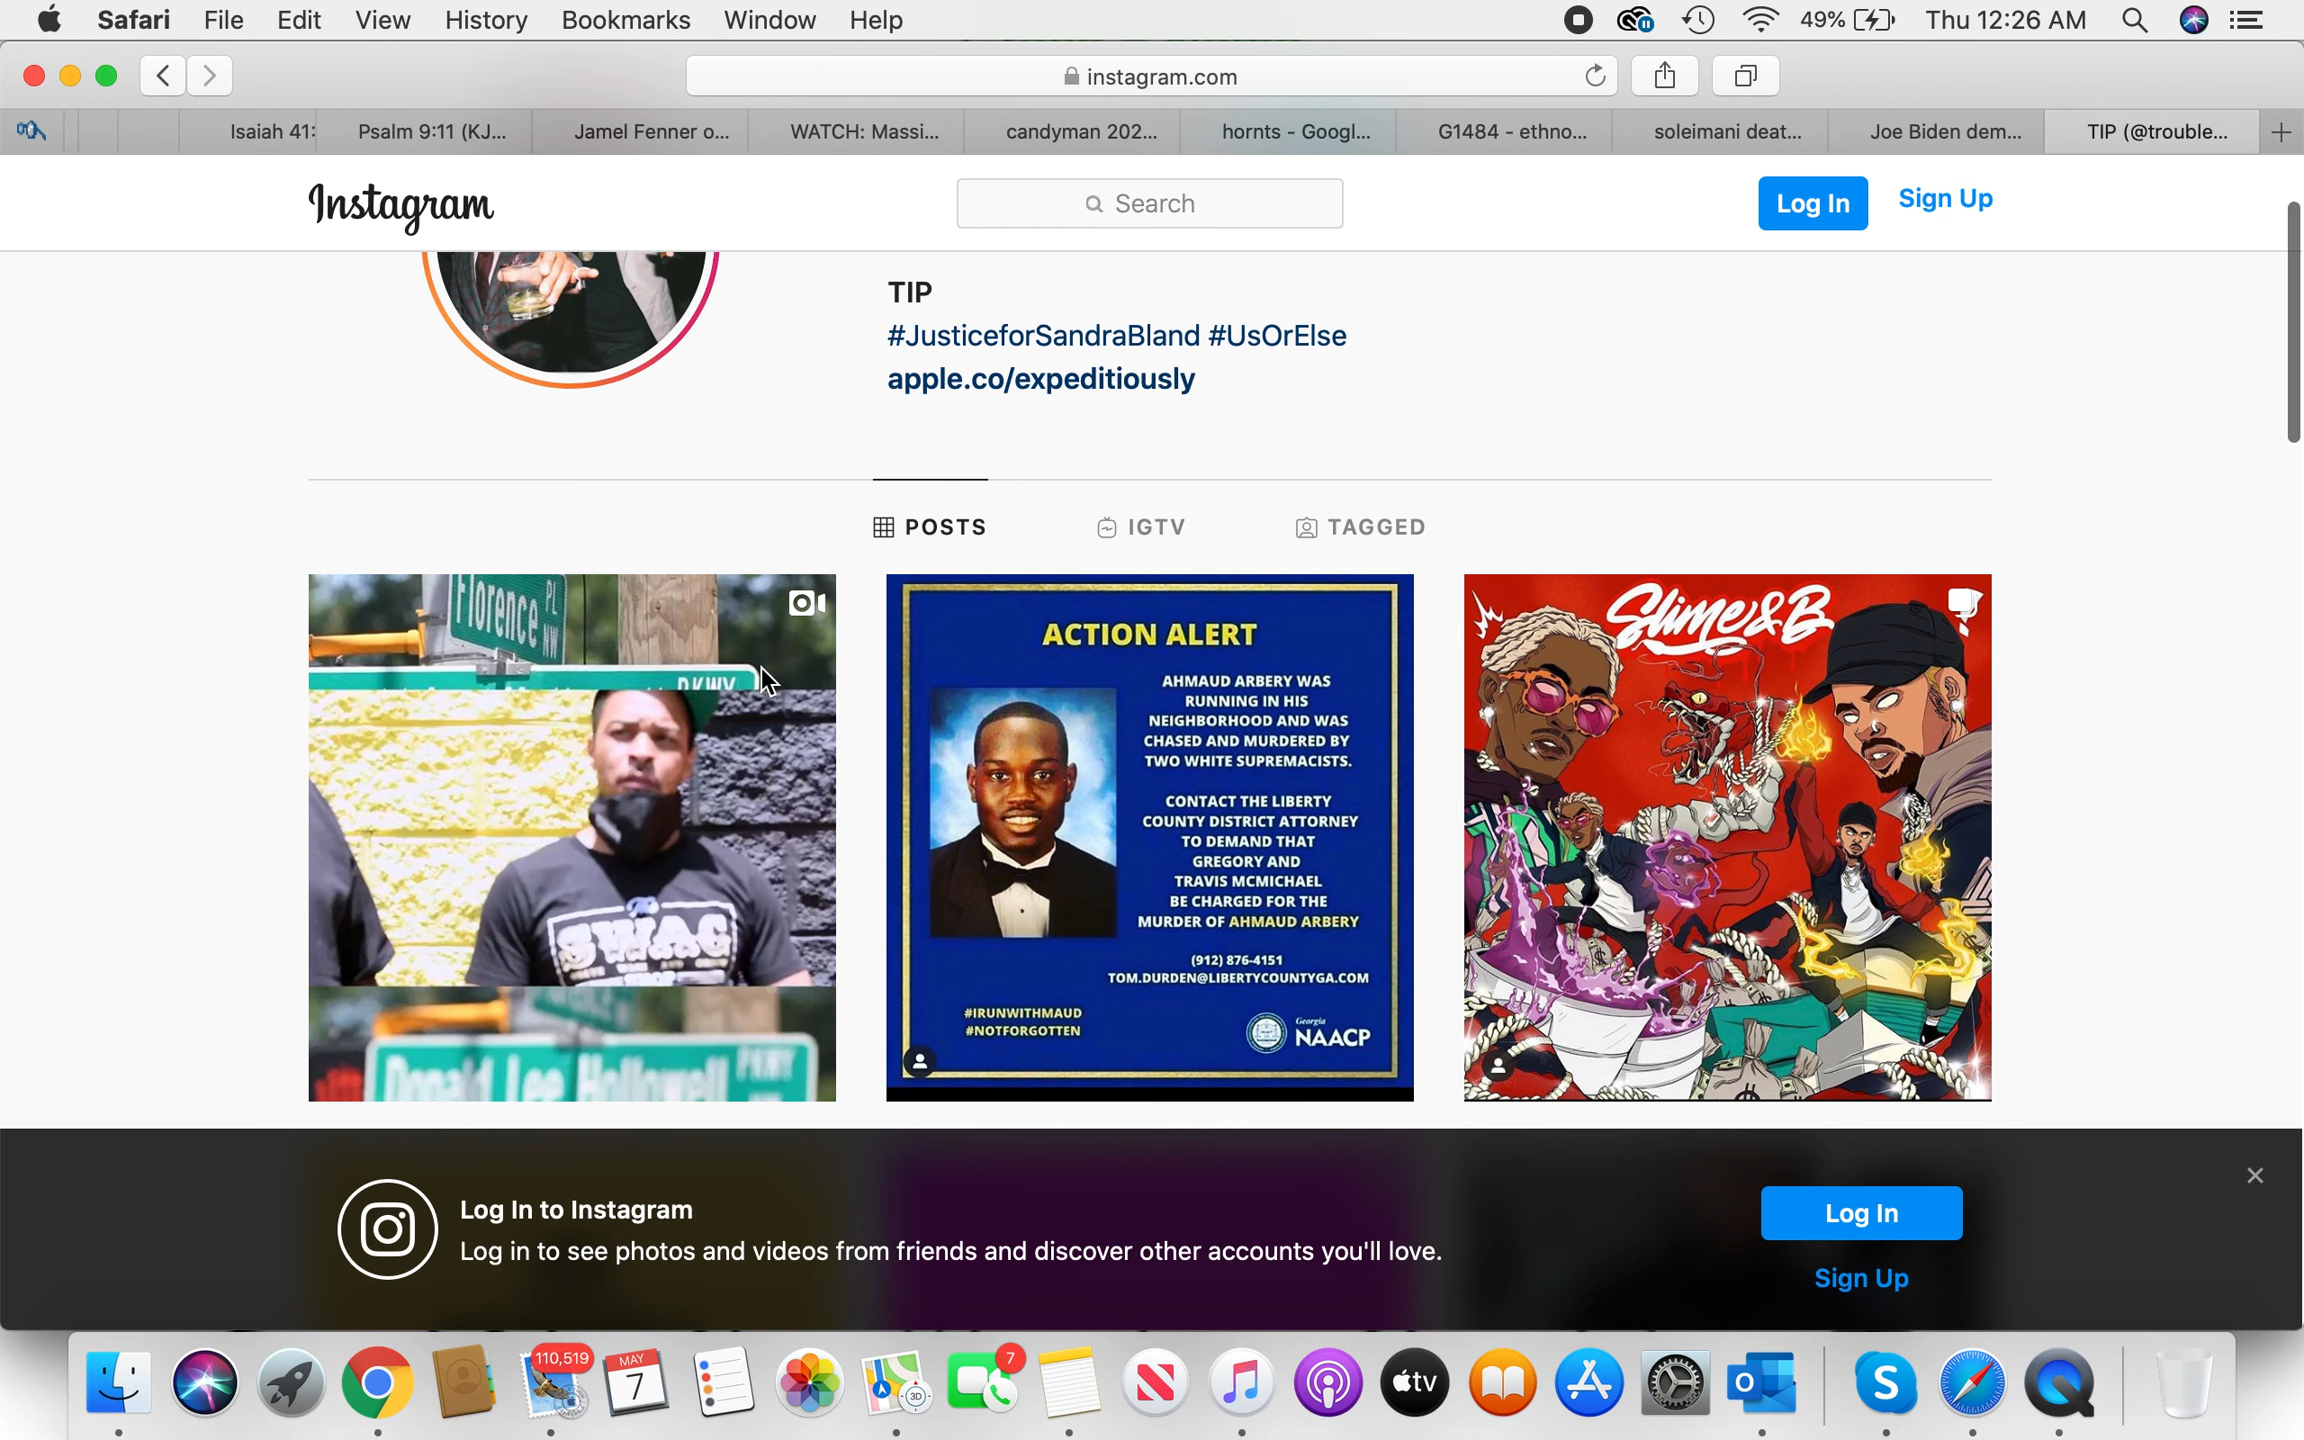 Safari File Edit View History Bookmarks Window Help 49% Thu 12:26 AM
instagram.com
Isaiah 41: Psalm 9:11 (KJ... Jamel Fenner o... WATCH: Massi... candyman 202... hornts - Googl... G1484 - ethno... soleimani deat... Joe Biden dem... TIP (@trouble...
Instagram Search Log In Sign Up
TIP
#JusticeforSandraBland #UsOrElse
apple.co/expeditiously
POSTS IGTV TAGGED
Florence PL NW
PKWY
SWAG
Donald Lee Hollowell PKWY
ACTION ALERT
AHMAUD ARBERY WAS
RUNNING IN HIS
NEIGHBORHOOD AND WAS
CHASED AND MURDERED BY
TWO WHITE SUPREMACISTS.
CONTACT THE LIBERTY
COUNTY DISTRICT ATTORNEY
TO DEMAND THAT
GREGORY AND
TRAVIS MCMICHAEL
BE CHARGED FOR THE
MURDER OF AHMAUD ARBERY
(912) 876-4151
TOM.DURDEN@LIBERTYCOUNTYGA.COM
#IRUNWITHMAUD
#NOTFORGOTTEN
Georgia
NAACP
Slime&B
Log In to Instagram
Log in to see photos and videos from friends and discover other accounts you'll love.
Log In
Sign Up
110,519
MAY
7
3D
7
tv